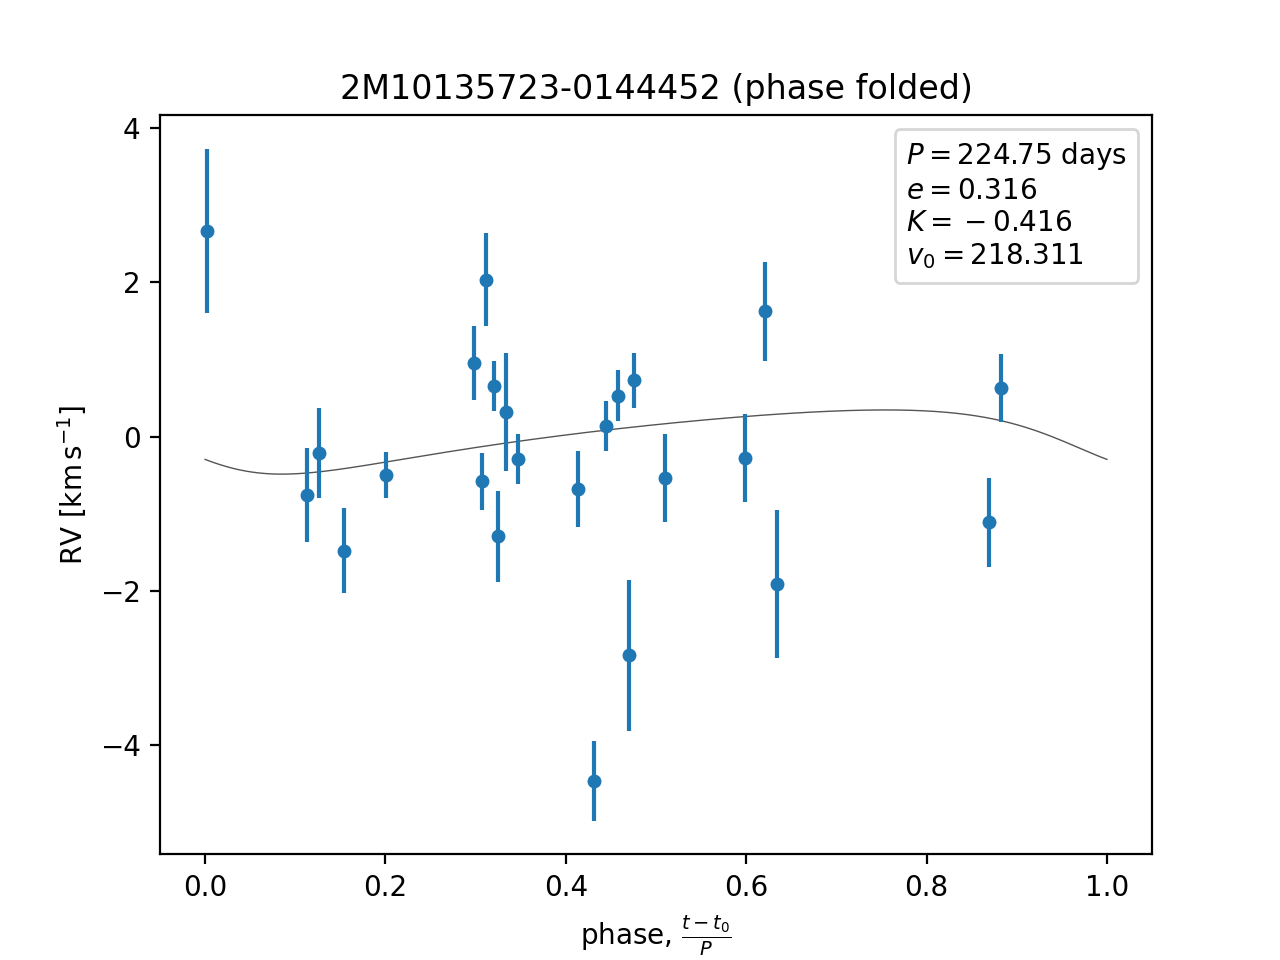 2M10135723-0144452 (phase folded)
P = 224.75 days
e = 0.316
K = −0.416
v₀ = 218.311
4
2
0
−2
−4
RV [km s⁻¹]
0.0 0.2 0.4 0.6 0.8 1.0
phase, (t − t₀)/P